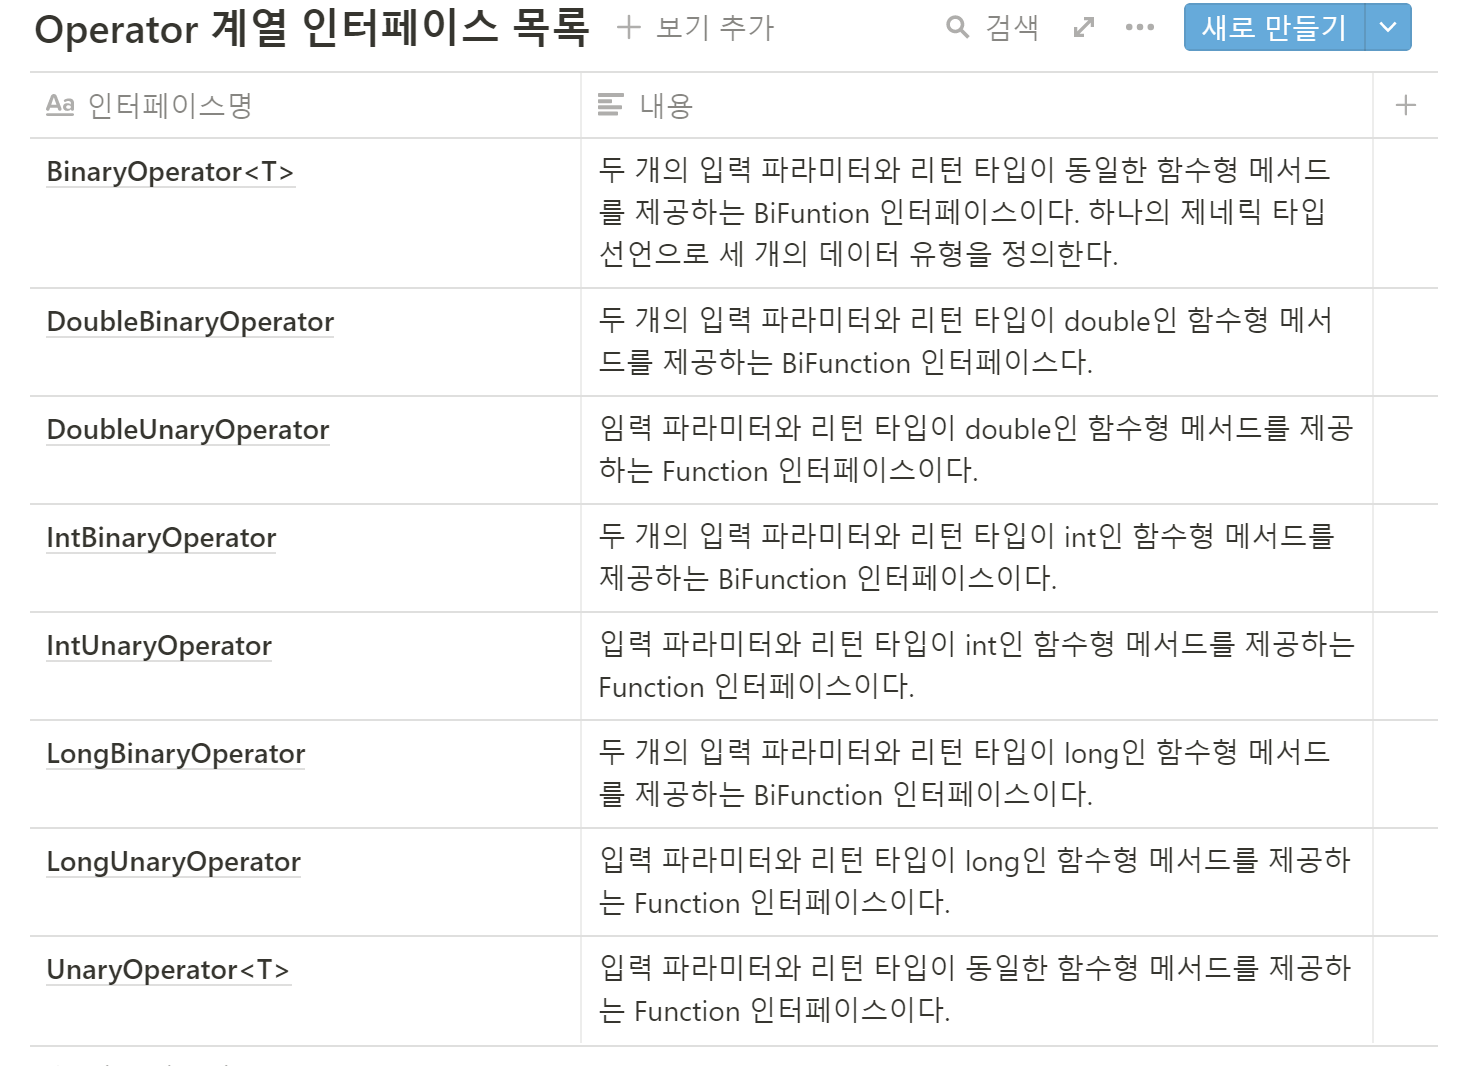 Operator 계열 인터페이스 목록 + 보기 추가 검색 ••• 새로 만들기
Aa 인터페이스명 내용 +
BinaryOperator<T> 두 개의 입력 파라미터와 리턴 타입이 동일한 함수형 메서드
를 제공하는 BiFuntion 인터페이스이다. 하나의 제네릭 타입
선언으로 세 개의 데이터 유형을 정의한다.
DoubleBinaryOperator 두 개의 입력 파라미터와 리턴 타입이 double인 함수형 메서
드를 제공하는 BiFunction 인터페이스다.
DoubleUnaryOperator 임력 파라미터와 리턴 타입이 double인 함수형 메서드를 제공
하는 Function 인터페이스이다.
IntBinaryOperator 두 개의 입력 파라미터와 리턴 타입이 int인 함수형 메서드를
제공하는 BiFunction 인터페이스이다.
IntUnaryOperator 입력 파라미터와 리턴 타입이 int인 함수형 메서드를 제공하는
Function 인터페이스이다.
LongBinaryOperator 두 개의 입력 파라미터와 리턴 타입이 long인 함수형 메서드
를 제공하는 BiFunction 인터페이스이다.
LongUnaryOperator 입력 파라미터와 리턴 타입이 long인 함수형 메서드를 제공하
는 Function 인터페이스이다.
UnaryOperator<T> 입력 파라미터와 리턴 타입이 동일한 함수형 메서드를 제공하
는 Function 인터페이스이다.